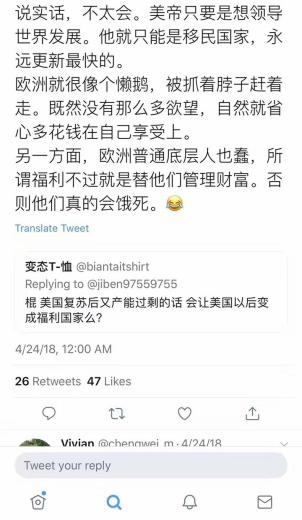 说实话，不太会。美帝只要是想领导
世界发展。他就只能是移民国家，永
远更新最快的。
欧洲就很像个懒鹅，被抓着脖子赶着
走。既然没有那么多欲望，自然就省
心多花钱在自己享受上。
另一方面，欧洲普通底层人也蠢，所
谓福利不过就是替他们管理财富。否
则他们真的会饿死。😂
Translate Tweet
变态T-恤 @biantaitshirt
Replying to @jiben97559755
棍 美国复苏后又产能过剩的话 会让美国以后变
成福利国家么?
4/24/18, 12:00 AM
26 Retweets 47 Likes
Vivian @chengwei_m · 4/24/18
Tweet your reply